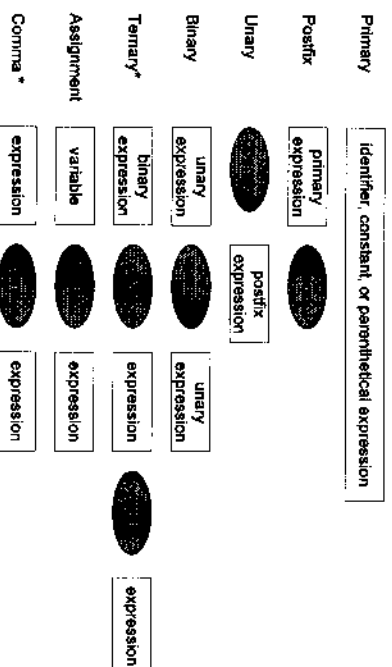 Primary
identifier, constant, or parenthetical expression
Postfix
primary
expression
Unary
postfix
expression
Binary
unary
expression
unary
expression
Ternary*
binary
expression
expression
expression
Assignment
variable
expression
Comma *
expression
expression